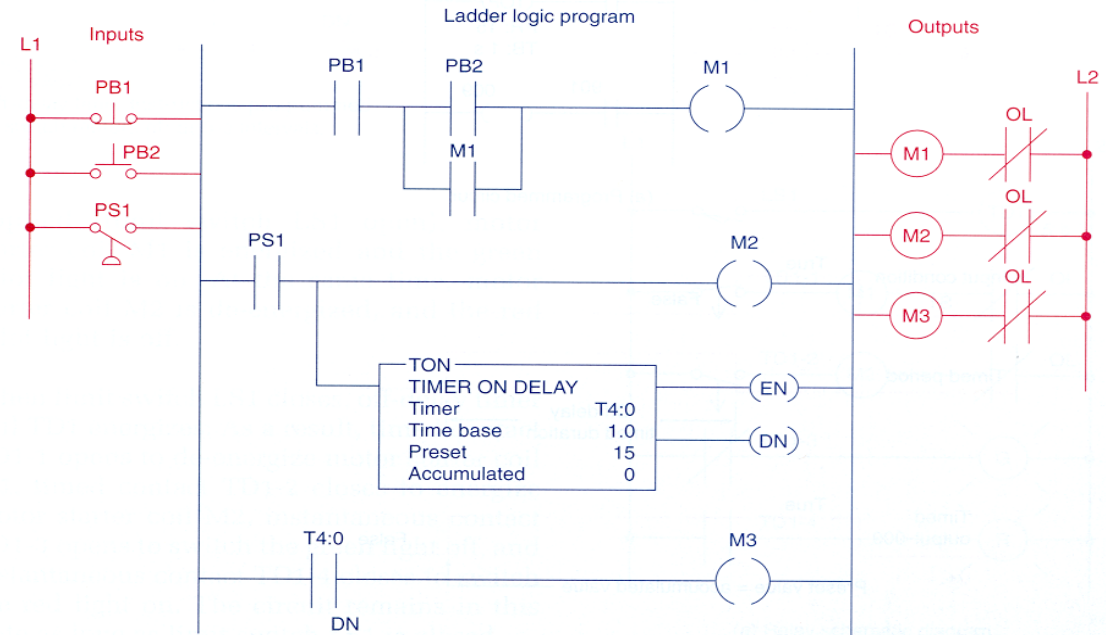 Ladder logic program
Inputs
Outputs
L1
L2
PB1
PB2
PS1
PB1
PB2
M1
M1
PS1
M2
TON
TIMER ON DELAY
Timer T4:0
Time base 1.0
Preset 15
Accumulated 0
EN
DN
T4:0
DN
M3
OL
M1
OL
M2
OL
M3